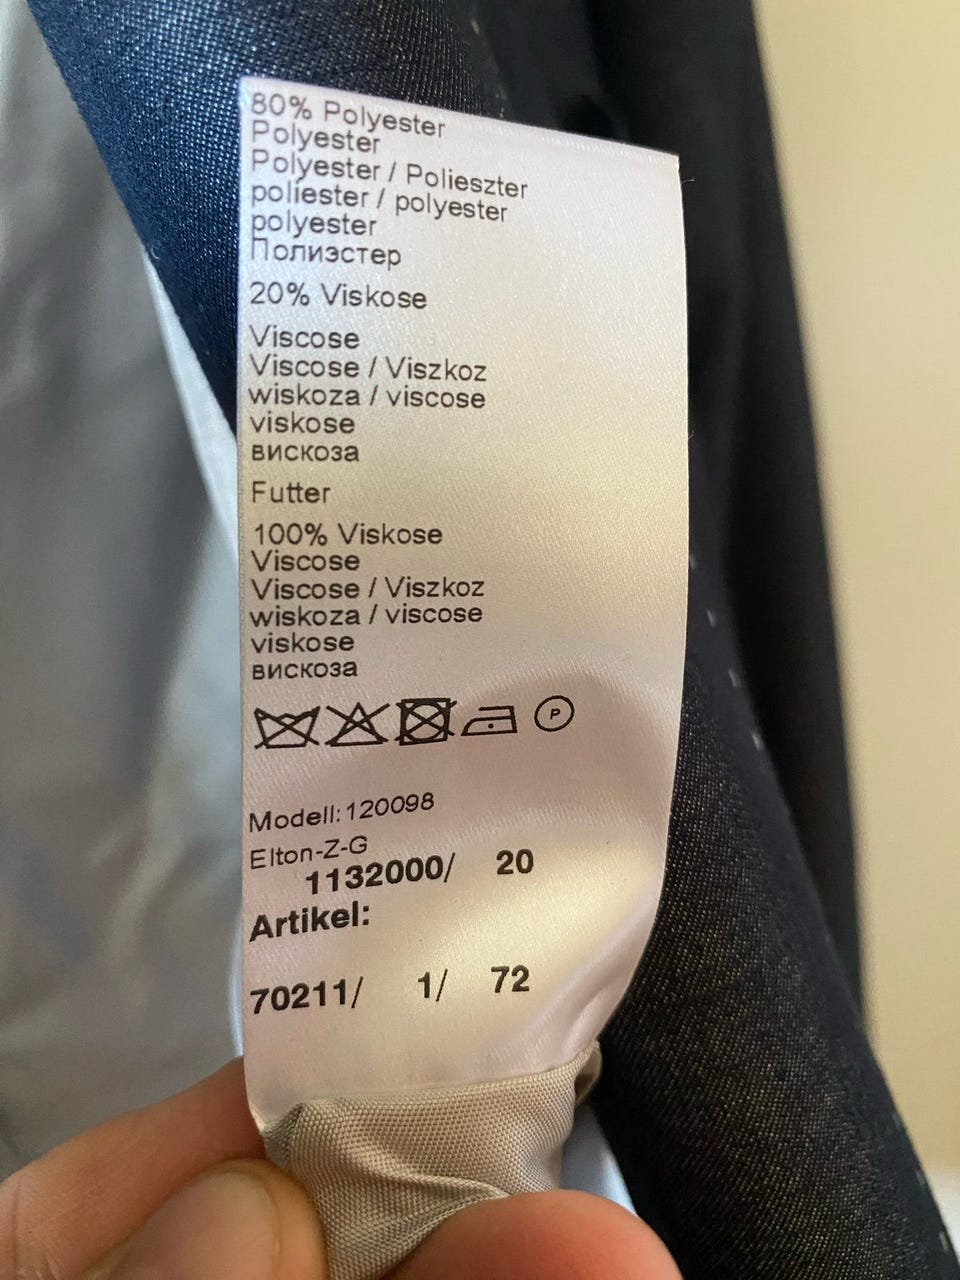 80% Polyester
Polyester
Polyester / Polieszter
poliester / polyester
polyester
Полиэстер
20% Viskose
Viscose
Viscose / Viszkoz
wiskoza / viscose
viskose
вискоза
Futter
100% Viskose
Viscose
Viscose / Viszkoz
wiskoza / viscose
viskose
вискоза
P
Modell:120098
Elton-Z-G
1132000/ 20
Artikel:
70211/ 1/ 72